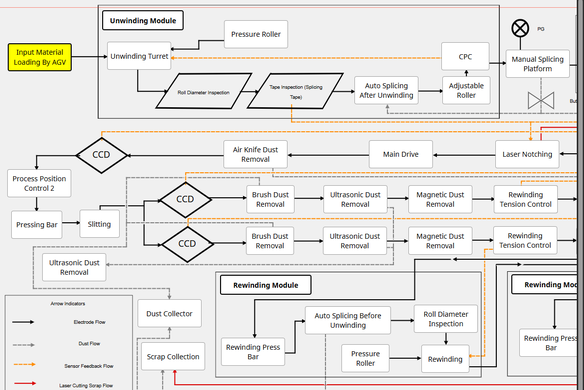 Unwinding Module
Pressure Roller
PG
Input Material
Loading By AGV
Unwinding Turret
CPC
Manual Splicing
Platform
Roll Diameter Inspection
Tape Inspection (Splicing
Tape)
Auto Splicing
After Unwinding
Adjustable
Roller
CCD
Air Knife Dust
Removal
Main Drive
Laser Notching
Process Position
Control 2
Pressing Bar
Slitting
CCD
Brush Dust
Removal
Ultrasonic Dust
Removal
Magnetic Dust
Removal
Rewinding
Tension Control
CCD
Brush Dust
Removal
Ultrasonic Dust
Removal
Magnetic Dust
Removal
Rewinding
Tension Control
Ultrasonic Dust
Removal
Rewinding Module
Arrow Indicators
Electrode Flow
Dust Flow
Sensor Feedback Flow
Laser Cutting Scrap Flow
Dust Collector
Scrap Collection
Auto Splicing Before
Unwinding
Roll Diameter
Inspection
Rewinding Press
Bar
Pressure
Roller
Rewinding
Rewinding
Rewinding Press
Bar